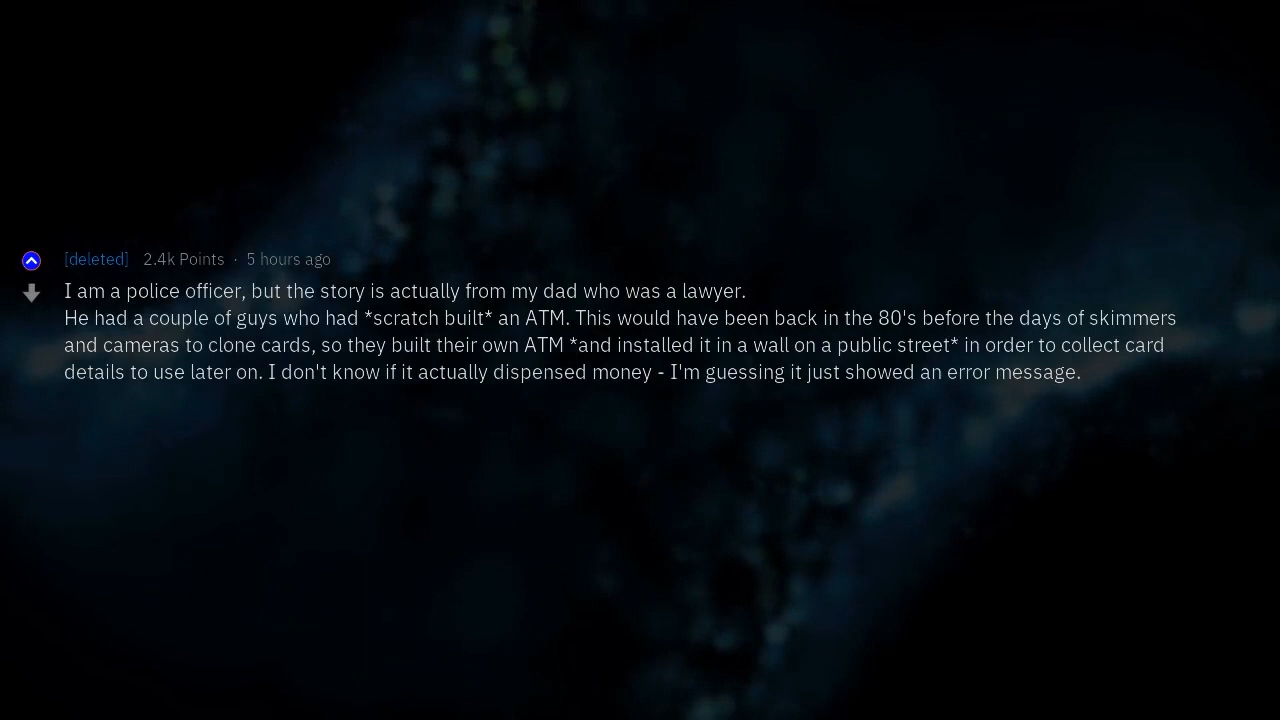 [deleted] 2.4k Points · 5 hours ago
I am a police officer, but the story is actually from my dad who was a lawyer.
He had a couple of guys who had *scratch built* an ATM. This would have been back in the 80's before the days of skimmers
and cameras to clone cards, so they built their own ATM *and installed it in a wall on a public street* in order to collect card
details to use later on. I don't know if it actually dispensed money - I'm guessing it just showed an error message.